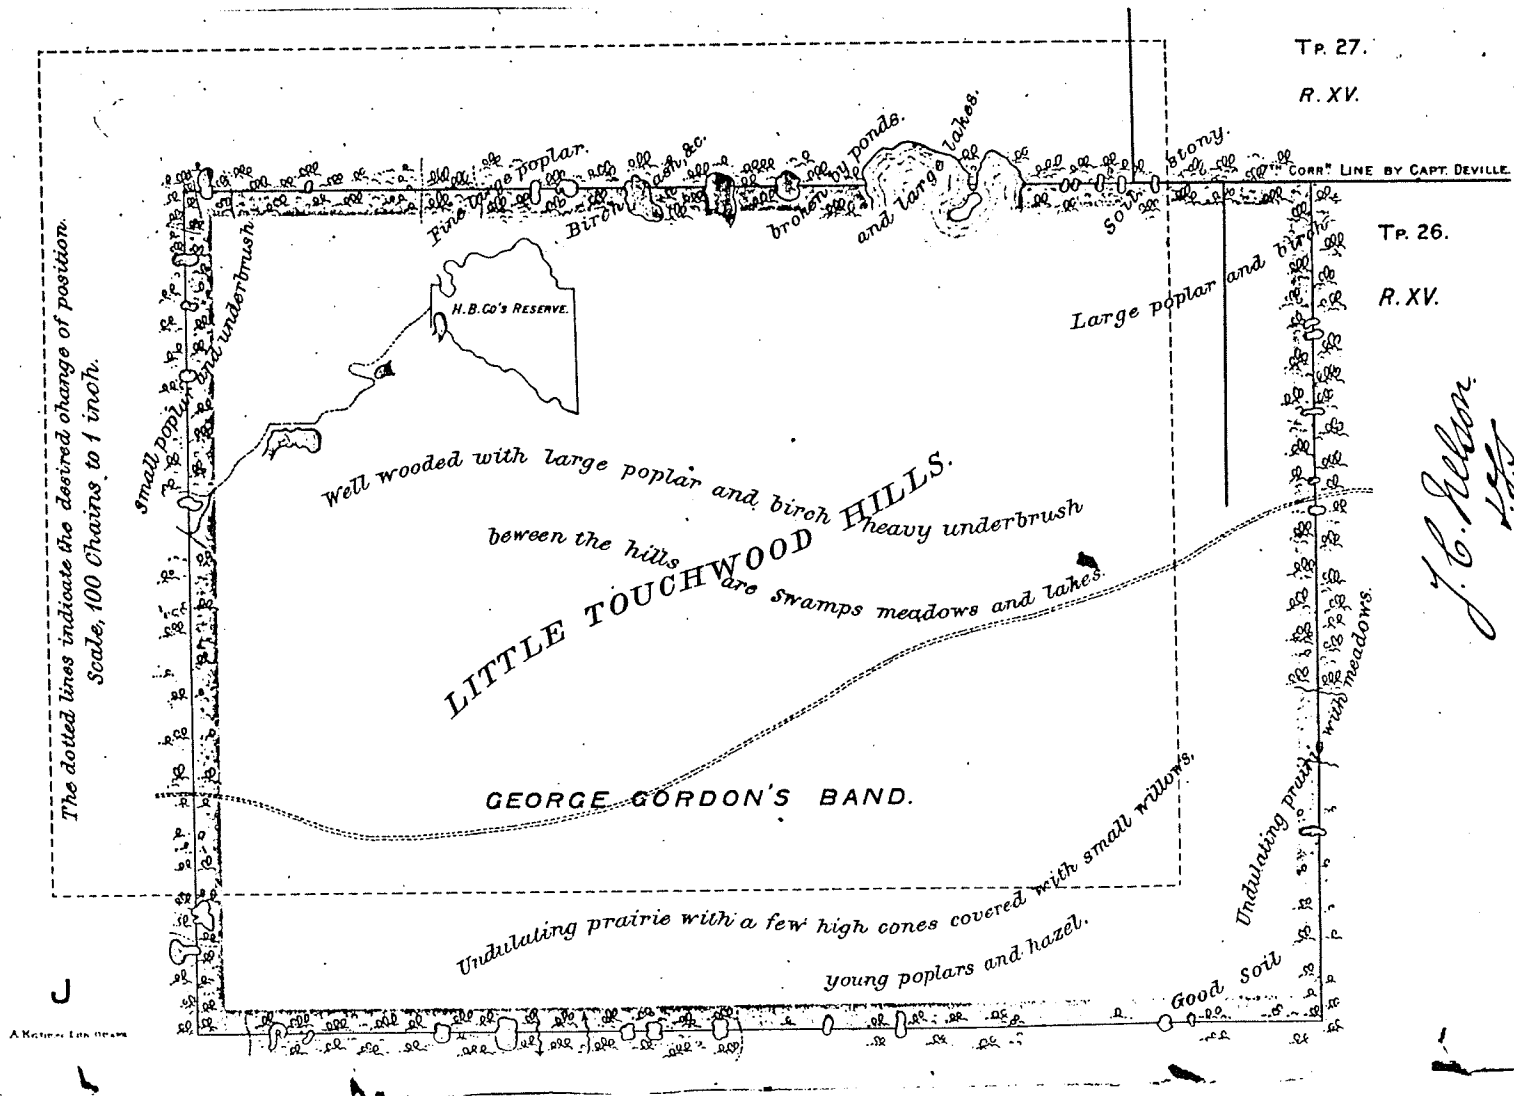 Tp. 27.
R. XV.
Fine large poplar.
Birch ash, &c.
broken by ponds.
and large lakes.
Soil stony.
Corrn. Line by Capt. Deville.
Tp. 26.
R. XV.
Large poplar and birch
H.B.Co's Reserve.
small poplar and underbrush
The dotted lines indicate the desired change of position.
Scale, 100 Chains to 1 inch.
Well wooded with large poplar and birch heavy underbrush
beween the hills are swamps meadows and lakes.
LITTLE TOUCHWOOD HILLS.
GEORGE GORDON'S BAND.
Undulating prairie with meadows.
Undulating prairie with a few high cones covered with small willows,
young poplars and hazel.
Good Soil
J. C. Nelson
J